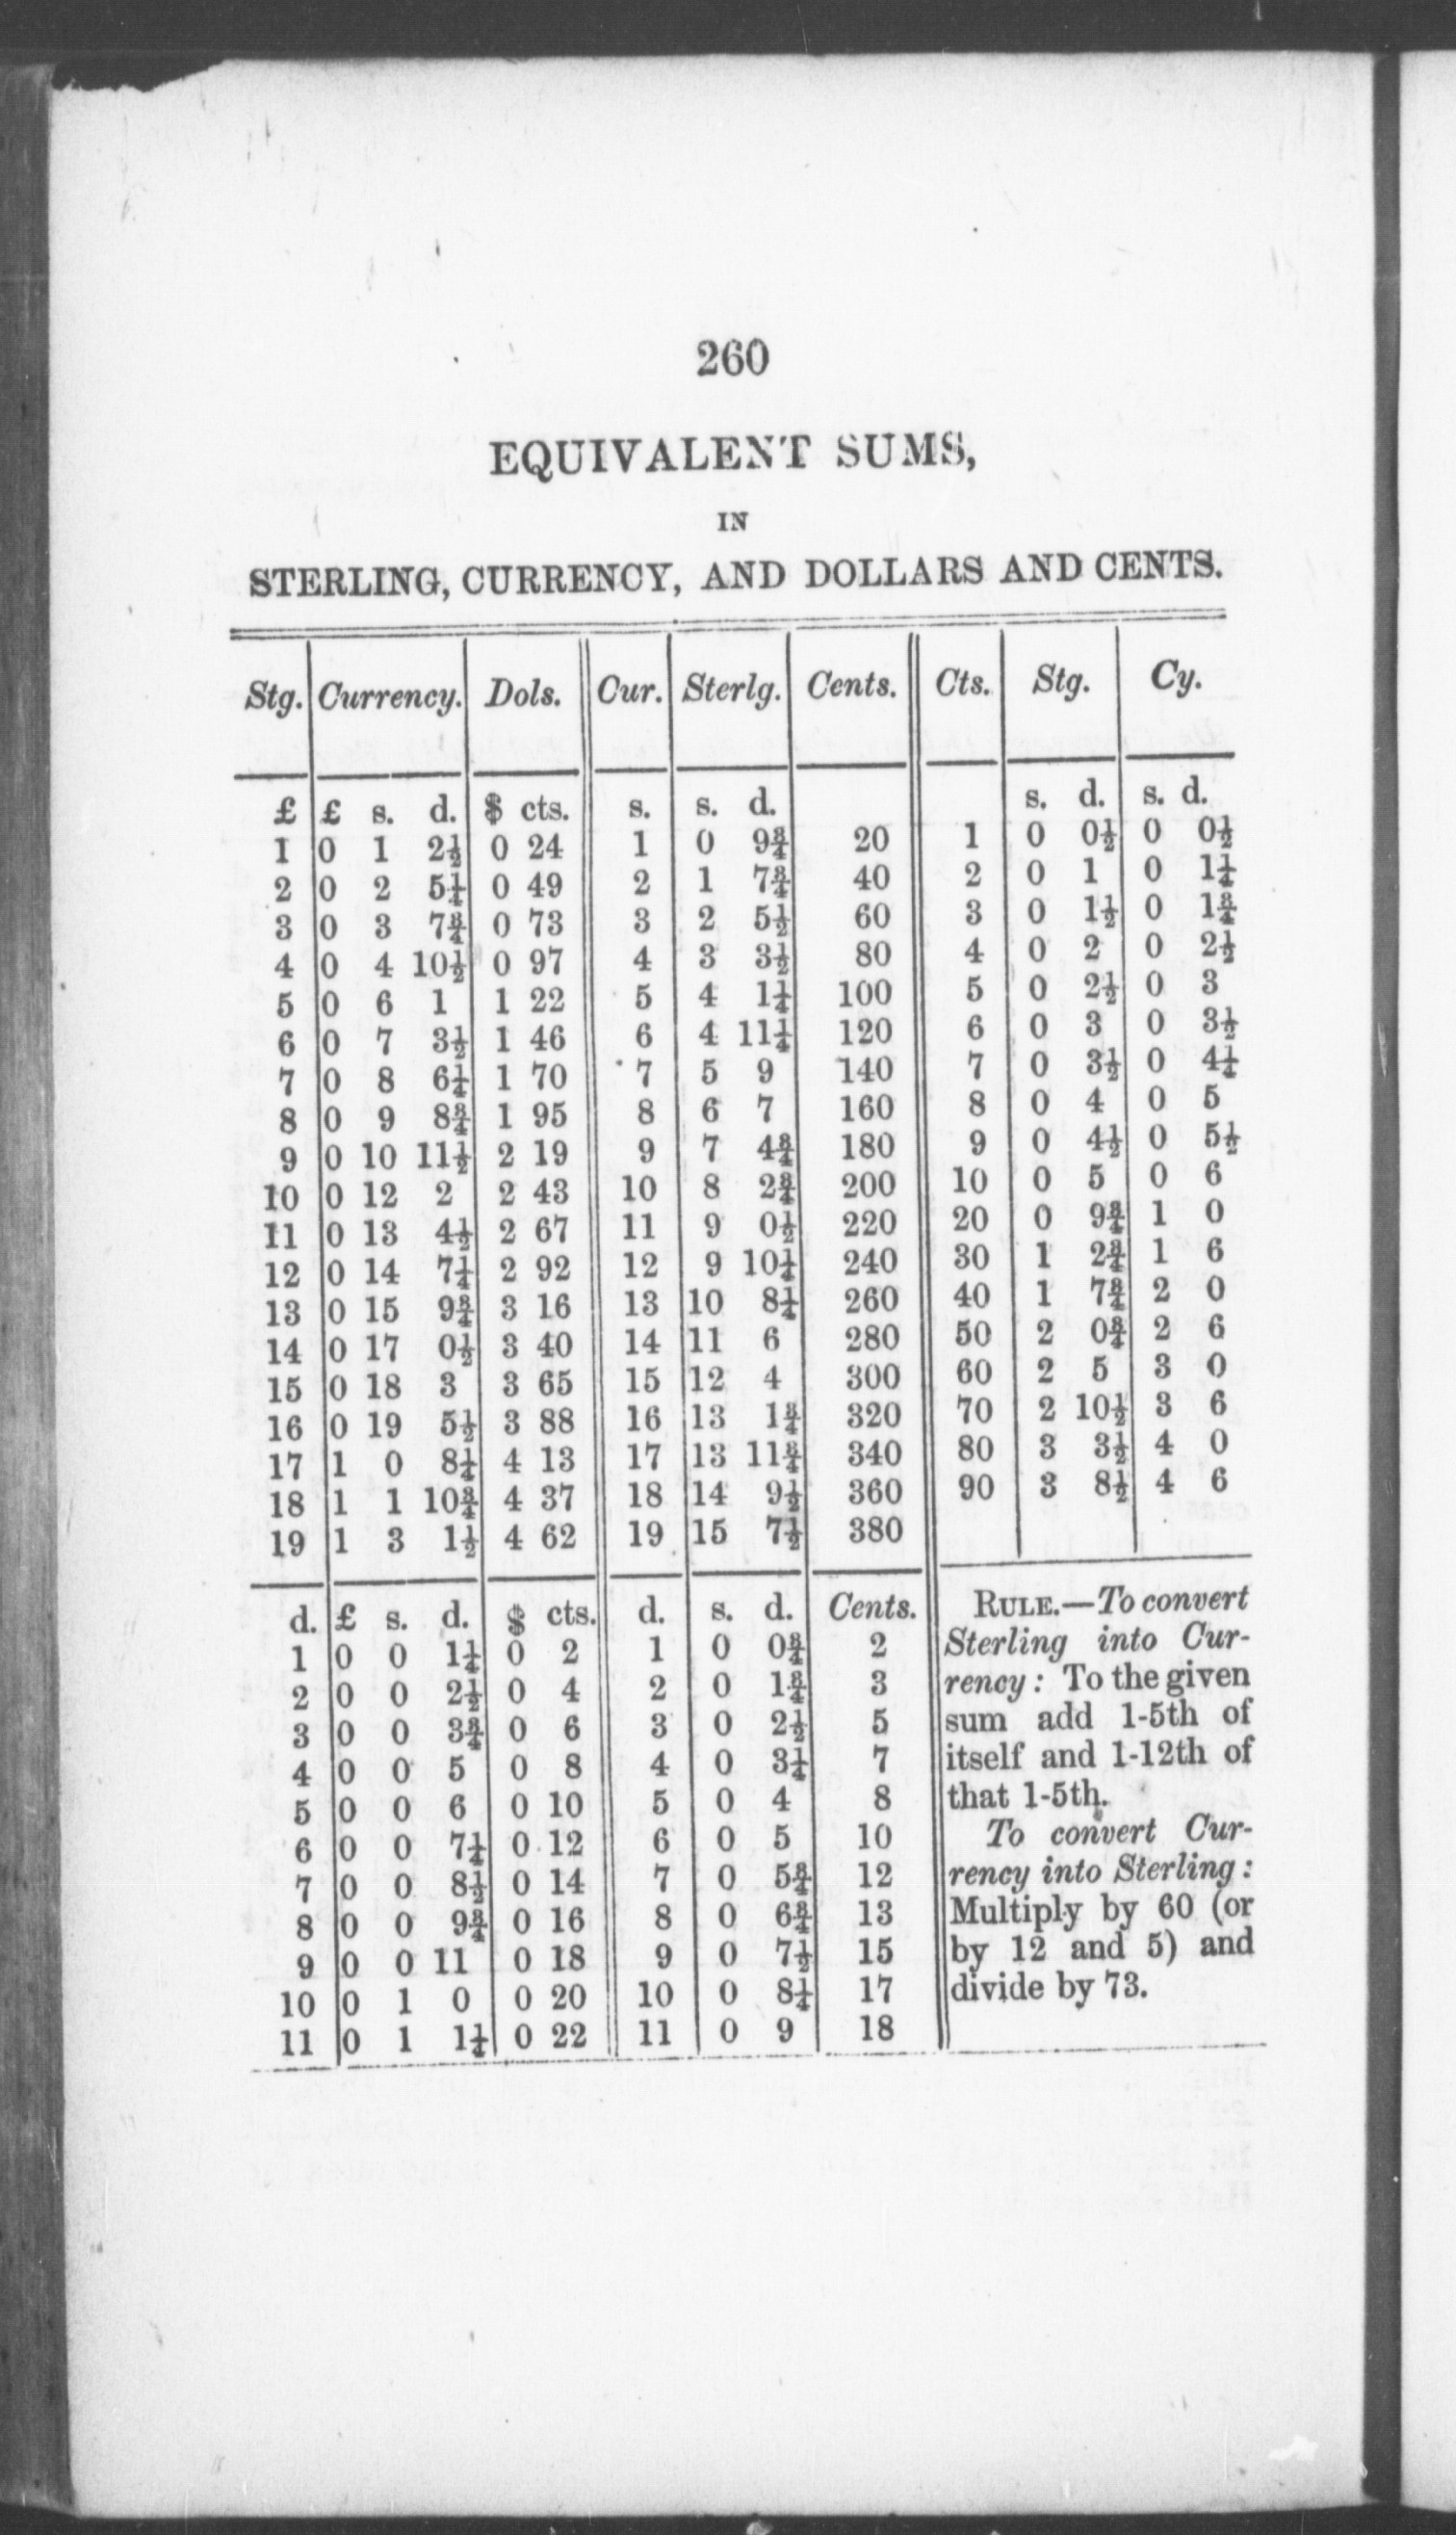 260
EQUIVALENT SUMS,
IN
STERLING, CURRENCY, AND DOLLARS AND CENTS.
Stg. Currency. Dols. Cur. Sterlg. Cents. Cts. Stg. Cy.
£ £ s. d. $ cts. s. s. d. s. d. s. d.
1 0 1 2½ 0 24 1 0 9¾ 20 1 0 0½ 0 0½
2 0 2 5¼ 0 49 2 1 7¾ 40 2 0 1 0 1¼
3 0 3 7¾ 0 73 3 2 5½ 60 3 0 1½ 0 1¾
4 0 4 10½ 0 97 4 3 3½ 80 4 0 2 0 2½
5 0 6 1 1 22 5 4 1¼ 100 5 0 2½ 0 3
6 0 7 3½ 1 46 6 4 11¼ 120 6 0 3 0 3½
7 0 8 6¼ 1 70 7 5 9 140 7 0 3½ 0 4¼
8 0 9 8¾ 1 95 8 6 7 160 8 0 4 0 5
9 0 10 11½ 2 19 9 7 4¾ 180 9 0 4½ 0 5½
10 0 12 2 2 43 10 8 2¾ 200 10 0 5 0 6
11 0 13 4½ 2 67 11 9 0½ 220 20 0 9¾ 1 0
12 0 14 7¼ 2 92 12 9 10¼ 240 30 1 2¾ 1 6
13 0 15 9¾ 3 16 13 10 8¼ 260 40 1 7¾ 2 0
14 0 17 0½ 3 40 14 11 6 280 50 2 0¾ 2 6
15 0 18 3 3 65 15 12 4 300 60 2 5 3 0
16 0 19 5½ 3 88 16 13 1¾ 320 70 2 10½ 3 6
17 1 0 8¼ 4 13 17 13 11¾ 340 80 3 3½ 4 0
18 1 1 10¾ 4 37 18 14 9½ 360 90 3 8½ 4 6
19 1 3 1½ 4 62 19 15 7½ 380
d. £ s. d. $ cts. d. s. d. Cents.
1 0 0 1¼ 0 2 1 0 0¾ 2
2 0 0 2½ 0 4 2 0 1¾ 3
3 0 0 3¾ 0 6 3 0 2½ 5
4 0 0 5 0 8 4 0 3¼ 7
5 0 0 6 0 10 5 0 4 8
6 0 0 7¼ 0 12 6 0 5 10
7 0 0 8½ 0 14 7 0 5¾ 12
8 0 0 9¾ 0 16 8 0 6¾ 13
9 0 0 11 0 18 9 0 7½ 15
10 0 1 0 0 20 10 0 8¼ 17
11 0 1 1¼ 0 22 11 0 9 18
RULE.—To convert
Sterling into Cur-
rency: To the given
sum add 1-5th of
itself and 1-12th of
that 1-5th.
To convert Cur-
rency into Sterling:
Multiply by 60 (or
by 12 and 5) and
divide by 73.